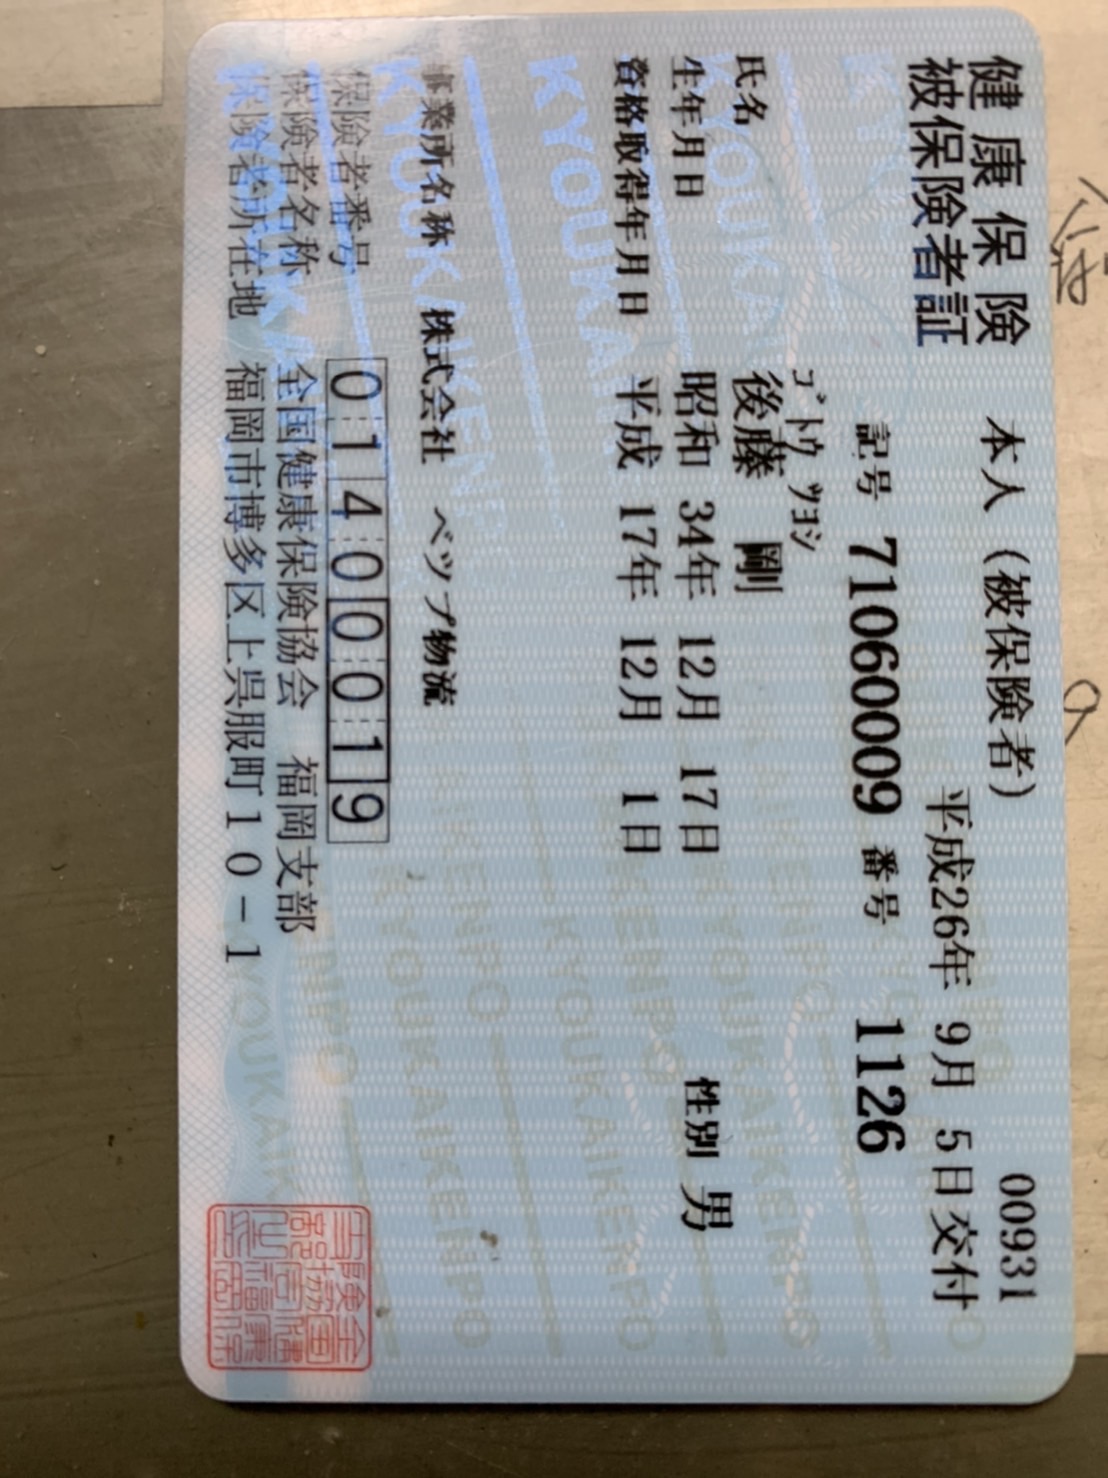 健康保険
被保険者証
本人（被保険者）
00931
平成26年 9月 5日交付
記号 71060009 番号 1126
ｺﾞﾄｳ ﾂﾖｼ
氏名 後藤 剛
生年月日 昭和 34年 12月 17日 性別 男
資格取得年月日 平成 17年 12月 1日
事業所名称 株式会社 ベップ物流
保険者番号 01400019
保険者名称 全国健康保険協会 福岡支部
保険者所在地 福岡市博多区上呉服町10-1
KYOUKAIKENPO